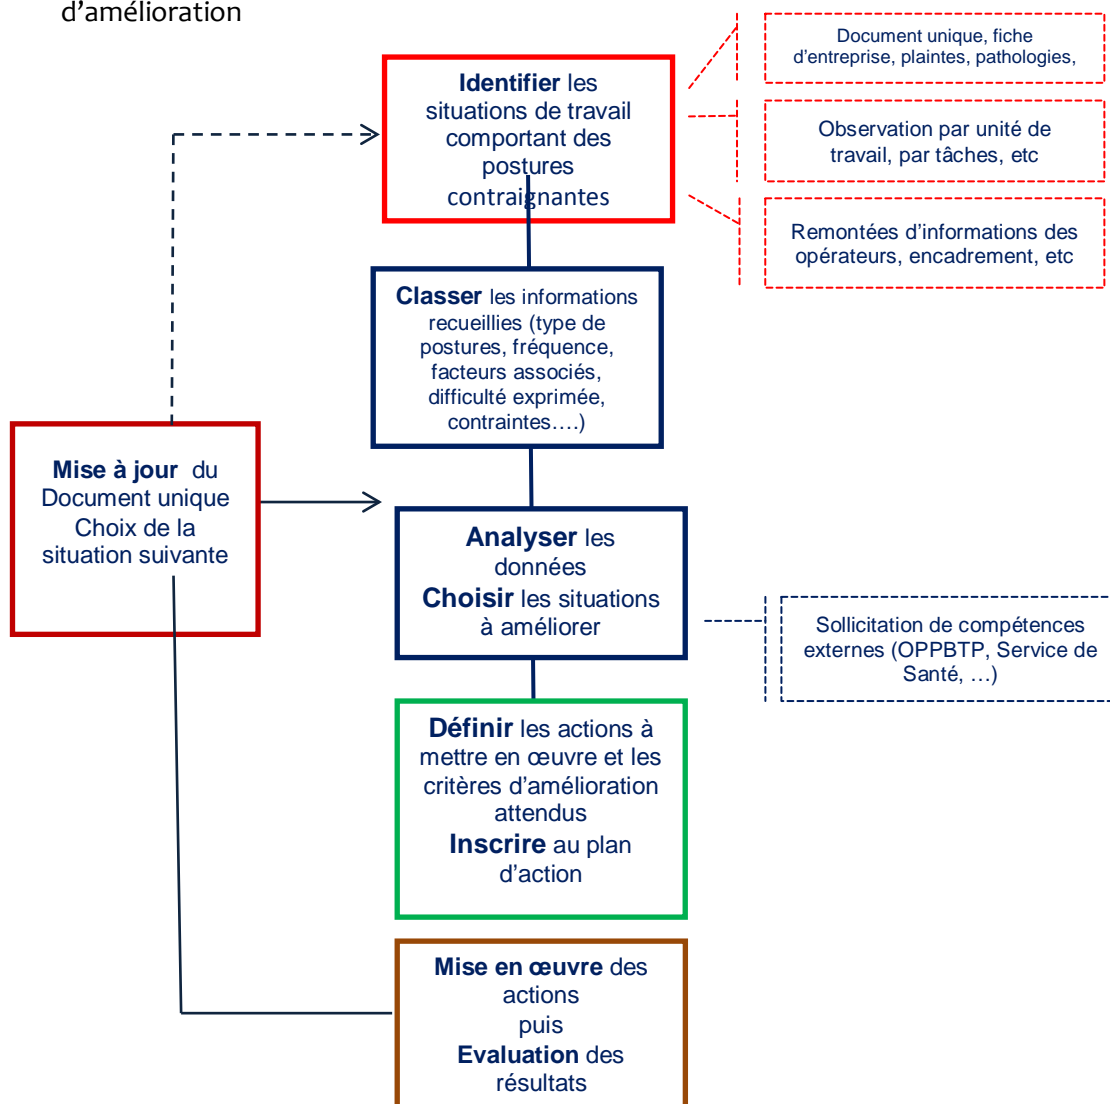 d'amélioration
Identifier les
situations de travail
comportant des
postures
contraignantes
Document unique, fiche
d'entreprise, plaintes, pathologies,
Observation par unité de
travail, par tâches, etc
Remontées d'informations des
opérateurs, encadrement, etc
Classer les informations
recueillies (type de
postures, fréquence,
facteurs associés,
difficulté exprimée,
contraintes….)
Mise à jour du
Document unique
Choix de la
situation suivante
Analyser les
données
Choisir les situations
à améliorer
Sollicitation de compétences
externes (OPPBTP, Service de
Santé, …)
Définir les actions à
mettre en œuvre et les
critères d'amélioration
attendus
Inscrire au plan
d'action
Mise en œuvre des
actions
puis
Evaluation des
résultats